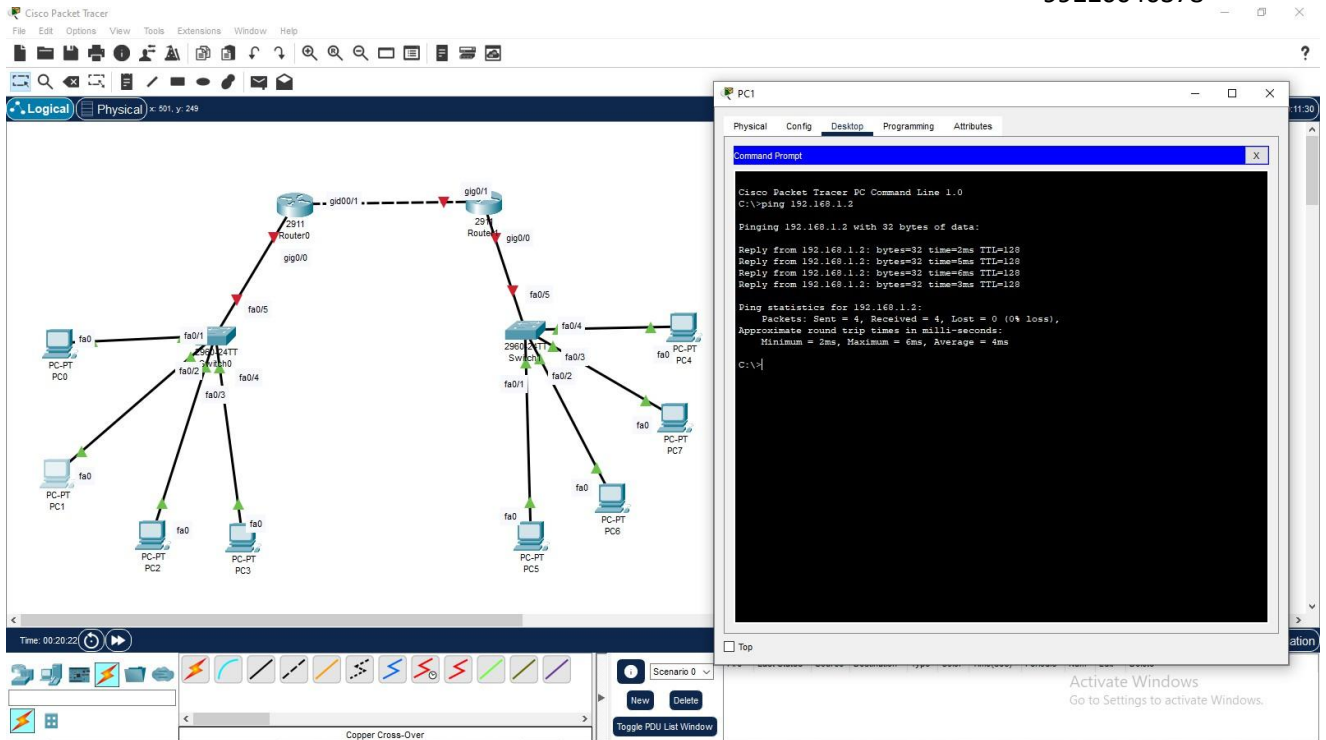 Cisco Packet Tracer
File Edit Options View Tools Extensions Window Help
?
Logical Physical x: 501, y: 249
:11:30
gid00/1
gig0/1
2911
Router0
gig0/0
gig0/0
fa0/5
fa0/5
fa0
fa0/1
2960-24TT
Switch0
fa0/2
fa0/4
fa0/3
PC-PT
PC0
fa0
PC-PT
PC1
fa0
PC-PT
PC2
fa0
PC-PT
PC3
fa0/4
fa0/3
fa0/2
fa0/1
fa0
PC-PT
PC4
fa0
PC-PT
PC7
fa0
PC-PT
PC6
fa0
PC-PT
PC5
PC1
Physical Config Desktop Programming Attributes
Command Prompt X
Cisco Packet Tracer PC Command Line 1.0
C:\>ping 192.168.1.2
Pinging 192.168.1.2 with 32 bytes of data:
Reply from 192.168.1.2: bytes=32 time=2ms TTL=128
Reply from 192.168.1.2: bytes=32 time=5ms TTL=128
Reply from 192.168.1.2: bytes=32 time=6ms TTL=128
Reply from 192.168.1.2: bytes=32 time=3ms TTL=128
Ping statistics for 192.168.1.2:
Packets: Sent = 4, Received = 4, Lost = 0 (0% loss),
Approximate round trip times in milli-seconds:
Minimum = 2ms, Maximum = 6ms, Average = 4ms
C:\>
Top
Time: 00:20:22
ation
Scenario 0
New Delete
Toggle PDU List Window
Copper Cross-Over
Activate Windows
Go to Settings to activate Windows.